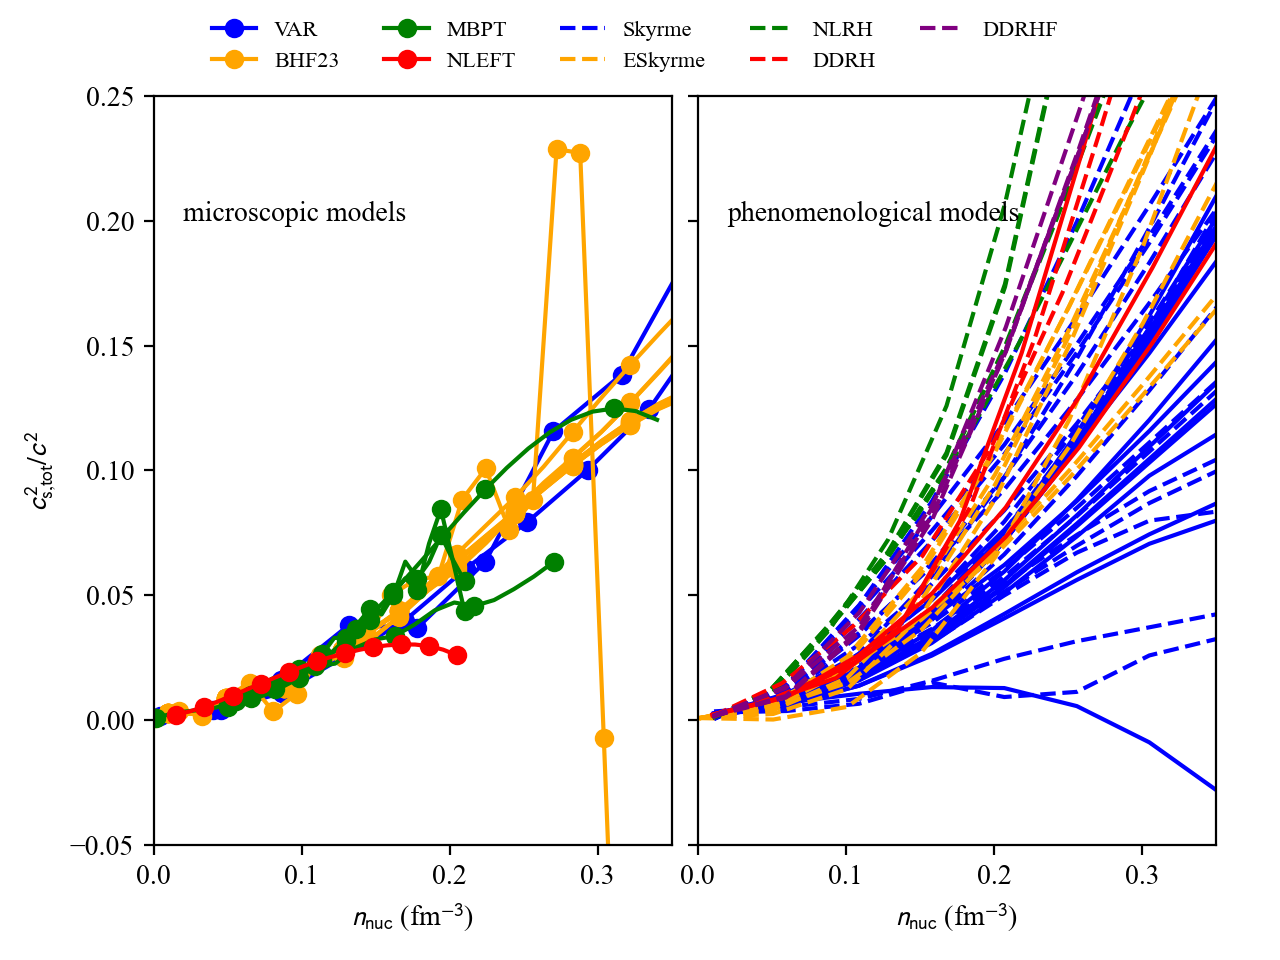 VAR MBPT Skyrme NLRH DDRHF
BHF23 NLEFT ESkyrme DDRH
0.25
0.20
0.15
0.10
0.05
0.00
−0.05
c²s,tot/c²
microscopic models
phenomenological models
0.0 0.1 0.2 0.3 0.0 0.1 0.2 0.3
nnuc (fm⁻³) nnuc (fm⁻³)